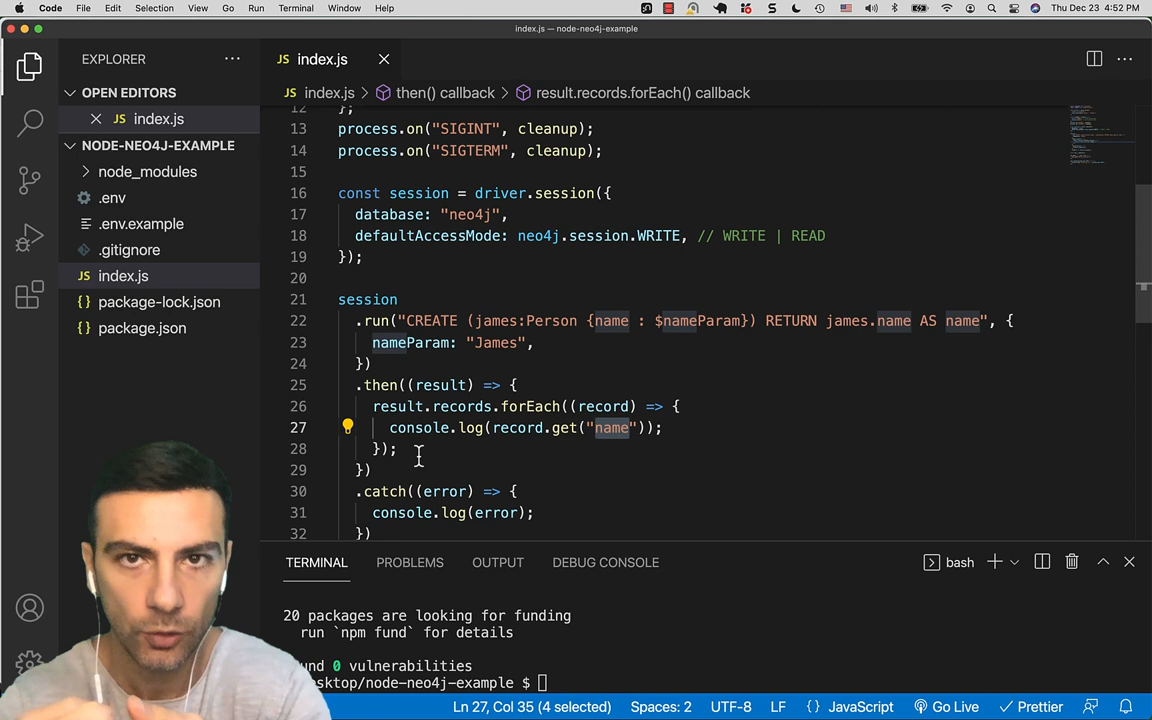 Code File Edit Selection View Go Run Terminal Window Help Thu Dec 23 4:52 PM
index.js — node-neo4j-example
EXPLORER
OPEN EDITORS
JS index.js
NODE-NEO4J-EXAMPLE
node_modules
.env
.env.example
.gitignore
JS index.js
{} package-lock.json
{} package.json
JS index.js
JS index.js > then() callback > result.records.forEach() callback
12 };
13 process.on("SIGINT", cleanup);
14 process.on("SIGTERM", cleanup);
15
16 const session = driver.session({
17 database: "neo4j",
18 defaultAccessMode: neo4j.session.WRITE, // WRITE | READ
19 });
20
21 session
22 .run("CREATE (james:Person {name : $nameParam}) RETURN james.name AS name", {
23 nameParam: "James",
24 })
25 .then((result) => {
26 result.records.forEach((record) => {
27 console.log(record.get("name"));
28 });
29 })
30 .catch((error) => {
31 console.log(error);
32 })
TERMINAL PROBLEMS OUTPUT DEBUG CONSOLE bash
20 packages are looking for funding
run `npm fund` for details
und 0 vulnerabilities
sktop/node-neo4j-example $
Ln 27, Col 35 (4 selected) Spaces: 2 UTF-8 LF {} JavaScript Go Live Prettier